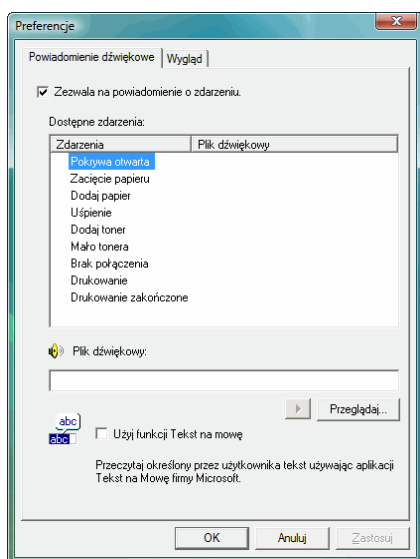 Preferencje
Powiadomienie dźwiękowe Wygląd
Zezwala na powiadomienie o zdarzeniu.
Dostępne zdarzenia:
Zdarzenia Plik dźwiękowy
Pokrywa otwarta
Zacięcie papieru
Dodaj papier
Uśpienie
Dodaj toner
Mało tonera
Brak połączenia
Drukowanie
Drukowanie zakończone
Plik dźwiękowy:
Przeglądaj...
abc
abc
Użyj funkcji Tekst na mowę
Przeczytaj określony przez użytkownika tekst używając aplikacji
Tekst na Mowę firmy Microsoft.
OK Anuluj Zastosuj